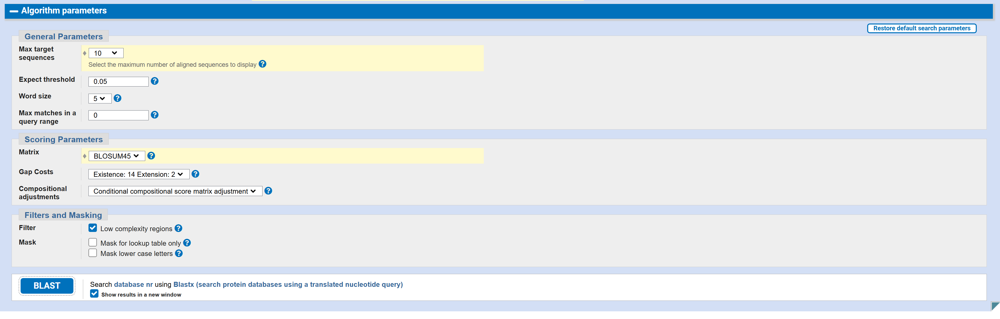 Algorithm parameters
Restore default search parameters
General Parameters
Max target
sequences
10
Select the maximum number of aligned sequences to display ?
Expect threshold
0.05 ?
Word size
5 ?
Max matches in a
query range
0 ?
Scoring Parameters
Matrix
BLOSUM45 ?
Gap Costs
Existence: 14 Extension: 2 ?
Compositional
adjustments
Conditional compositional score matrix adjustment ?
Filters and Masking
Filter
Low complexity regions ?
Mask
Mask for lookup table only ?
Mask lower case letters ?
BLAST
Search database nr using Blastx (search protein databases using a translated nucleotide query)
Show results in a new window